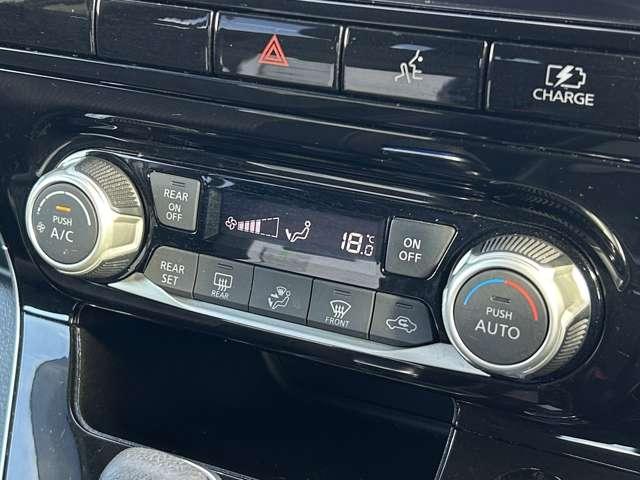 CHARGE
PUSH
A/C
REAR
ON
OFF
18.0°C
ON
OFF
REAR
SET
REAR
FRONT
PUSH
AUTO